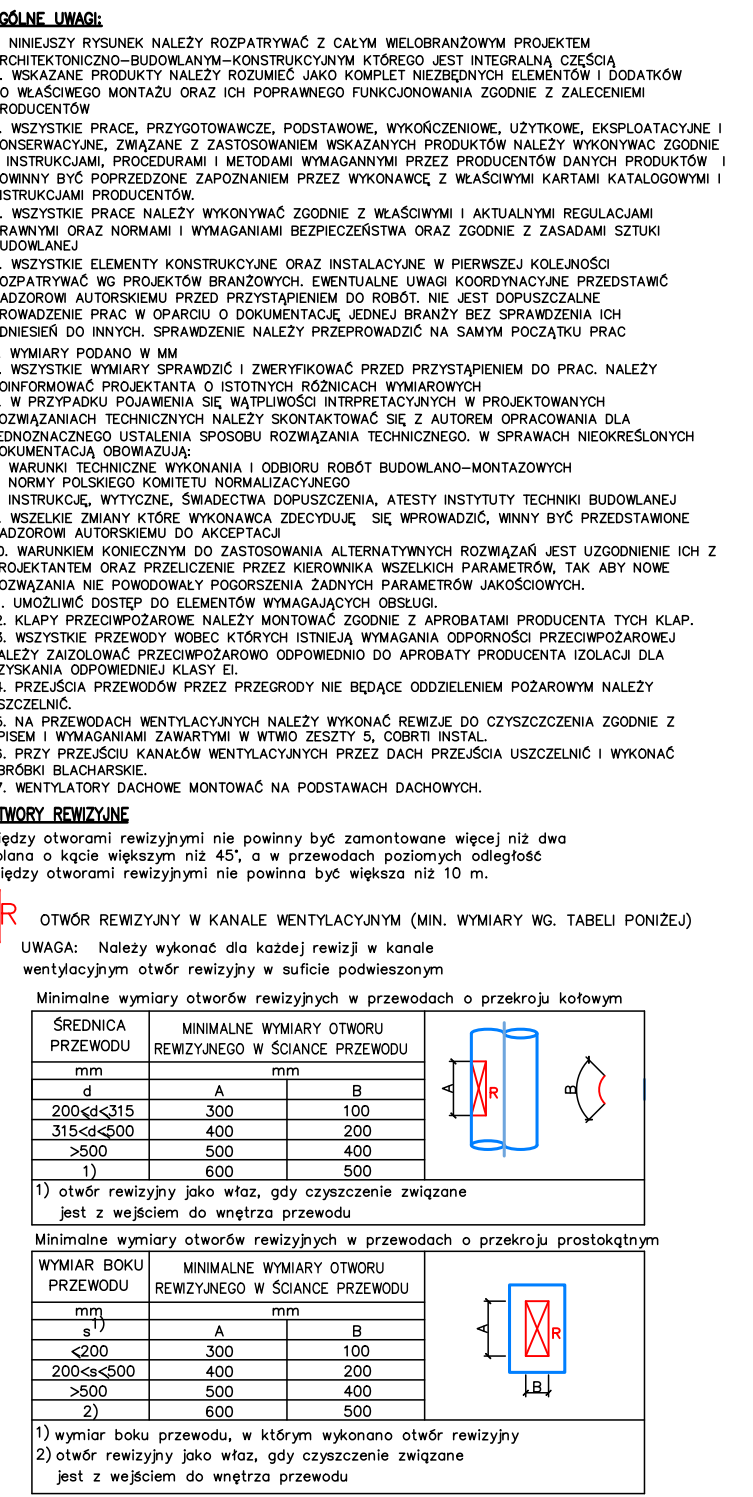 GÓLNE UWAGI:
NINIEJSZY RYSUNEK NALEŻY ROZPATRYWAĆ Z CAŁYM WIELOBRANŻOWYM PROJEKTEM
RCHITEKTONICZNO-BUDOWLANYM-KONSTRUKCYJNYM KTÓREGO JEST INTEGRALNĄ CZĘŚCIĄ
. WSKAZANE PRODUKTY NALEŻY ROZUMIEĆ JAKO KOMPLET NIEZBĘDNYCH ELEMENTÓW I DODATKÓW
O WŁAŚCIWEGO MONTAŻU ORAZ ICH POPRAWNEGO FUNKCJONOWANIA ZGODNIE Z ZALECENIEMI
RODUCENTÓW
. WSZYSTKIE PRACE, PRZYGOTOWAWCZE, PODSTAWOWE, WYKOŃCZENIOWE, UŻYTKOWE, EKSPLOATACYJNE I
ONSERWACYJNE, ZWIĄZANE Z ZASTOSOWANIEM WSKAZANYCH PRODUKTÓW NALEŻY WYKONYWAC ZGODNIE
INSTRUKCJAMI, PROCEDURAMI I METODAMI WYMAGANNYMI PRZEZ PRODUCENTÓW DANYCH PRODUKTÓW I
OWINNY BYĆ POPRZEDZONE ZAPOZNANIEM PRZEZ WYKONAWCĘ Z WŁAŚCIWYMI KARTAMI KATALOGOWYMI I
NSTRUKCJAMI PRODUCENTÓW.
. WSZYSTKIE PRACE NALEŻY WYKONYWAĆ ZGODNIE Z WŁAŚCIWYMI I AKTUALNYMI REGULACJAMI
RAWNYMI ORAZ NORMAMI I WYMAGANIAMI BEZPIECZEŃSTWA ORAZ ZGODNIE Z ZASADAMI SZTUKI
UDOWLANEJ
. WSZYSTKIE ELEMENTY KONSTRUKCYJNE ORAZ INSTALACYJNE W PIERWSZEJ KOLEJNOŚCI
OZPATRYWAĆ WG PROJEKTÓW BRANŻOWYCH. EWENTUALNE UWAGI KOORDYNACYJNE PRZEDSTAWIĆ
ADZOROWI AUTORSKIEMU PRZED PRZYSTĄPIENIEM DO ROBÓT. NIE JEST DOPUSZCZALNE
ROWADZENIE PRAC W OPARCIU O DOKUMENTACJĘ JEDNEJ BRANŻY BEZ SPRAWDZENIA ICH
DNIESIEŃ DO INNYCH. SPRAWDZENIE NALEŻY PRZEPROWADZIĆ NA SAMYM POCZĄTKU PRAC
. WYMIARY PODANO W MM
. WSZYSTKIE WYMIARY SPRAWDZIĆ I ZWERYFIKOWAĆ PRZED PRZYSTĄPIENIEM DO PRAC. NALEŻY
OINFORMOWAĆ PROJEKTANTA O ISTOTNYCH RÓŻNICACH WYMIAROWYCH
. W PRZYPADKU POJAWIENIA SIĘ WĄTPLIWOŚCI INTRPRETACYJNYCH W PROJEKTOWANYCH
OZWIĄZANIACH TECHNICZNYCH NALEŻY SKONTAKTOWAĆ SIĘ Z AUTOREM OPRACOWANIA DLA
EDNOZNACZNEGO USTALENIA SPOSOBU ROZWIĄZANIA TECHNICZNEGO. W SPRAWACH NIEOKREŚLONYCH
OKUMENTACJĄ OBOWIAZUJĄ:
WARUNKI TECHNICZNE WYKONANIA I ODBIORU ROBÓT BUDOWLANO-MONTAZOWYCH
NORMY POLSKIEGO KOMITETU NORMALIZACYJNEGO
INSTRUKCJĘ, WYTYCZNE, ŚWIADECTWA DOPUSZCZENIA, ATESTY INSTYTUTY TECHNIKI BUDOWLANEJ
. WSZELKIE ZMIANY KTÓRE WYKONAWCA ZDECYDUJĘ SIĘ WPROWADZIĆ, WINNY BYĆ PRZEDSTAWIONE
ADZOROWI AUTORSKIEMU DO AKCEPTACJI
0. WARUNKIEM KONIECZNYM DO ZASTOSOWANIA ALTERNATYWNYCH ROZWIĄZAŃ JEST UZGODNIENIE ICH Z
ROJEKTANTEM ORAZ PRZELICZENIE PRZEZ KIEROWNIKA WSZELKICH PARAMETRÓW, TAK ABY NOWE
OZWĄZANIA NIE POWODOWAŁY POGORSZENIA ŻADNYCH PARAMETRÓW JAKOŚCIOWYCH.
1. UMOŻLIWIĆ DOSTĘP DO ELEMENTÓW WYMAGAJĄCYCH OBSŁUGI.
2. KLAPY PRZECIWPOŻAROWE NALEŻY MONTOWAĆ ZGODNIE Z APROBATAMI PRODUCENTA TYCH KLAP.
3. WSZYSTKIE PRZEWODY WOBEC KTÓRYCH ISTNIEJĄ WYMAGANIA ODPORNOŚCI PRZECIWPOŻAROWEJ
ALEŻY ZAIZOLOWAĆ PRZECIWPOŻAROWO ODPOWIEDNIO DO APROBATY PRODUCENTA IZOLACJI DLA
ZYSKANIA ODPOWIEDNIEJ KLASY EI.
4. PRZEJŚCIA PRZEWODÓW PRZEZ PRZEGRODY NIE BĘDĄCE ODDZIELENIEM POŻAROWYM NALEŻY
SZCZELNIĆ.
5. NA PRZEWODACH WENTYLACYJNYCH NALEŻY WYKONAĆ REWIZJE DO CZYSZCZCZENIA ZGODNIE Z
PISEM I WYMAGANIAMI ZAWARTYMI W WTWIO ZESZTY 5, COBRTI INSTAL.
6. PRZY PRZEJŚCIU KANAŁÓW WENTYLACYJNYCH PRZEZ DACH PRZEJŚCIA USZCZELNIĆ I WYKONAĆ
BRÓBKI BLACHARSKIE.
7. WENTYLATORY DACHOWE MONTOWAĆ NA PODSTAWACH DACHOWYCH.
TWORY REWIZYJNE
iędzy otworami rewizyjnymi nie powinny być zamontowane więcej niż dwa
olana o kącie większym niż 45°, a w przewodach poziomych odległość
iędzy otworami rewizyjnymi nie powinna być większa niż 10 m.
R OTWÓR REWIZYJNY W KANALE WENTYLACYJNYM (MIN. WYMIARY WG. TABELI PONIŻEJ)
UWAGA: Należy wykonać dla każdej rewizji w kanale
wentylacyjnym otwór rewizyjny w suficie podwieszonym
Minimalne wymiary otworów rewizyjnych w przewodach o przekroju kołowym
ŚREDNICA PRZEWODU
MINIMALNE WYMIARY OTWORU
REWIZYJNEGO W ŚCIANCE PRZEWODU
mm mm
d A B
200<d<315 300 100
315<d<500 400 200
>500 500 400
1) 600 500
A R B
1) otwór rewizyjny jako właz, gdy czyszczenie związane
jest z wejściem do wnętrza przewodu
Minimalne wymiary otworów rewizyjnych w przewodach o przekroju prostokątnym
WYMIAR BOKU PRZEWODU
MINIMALNE WYMIARY OTWORU
REWIZYJNEGO W ŚCIANCE PRZEWODU
mm mm
s1) A B
<200 300 100
200<s<500 400 200
>500 500 400
2) 600 500
A R
B
1) wymiar boku przewodu, w którym wykonano otwór rewizyjny
2) otwór rewizyjny jako właz, gdy czyszczenie związane
jest z wejściem do wnętrza przewodu